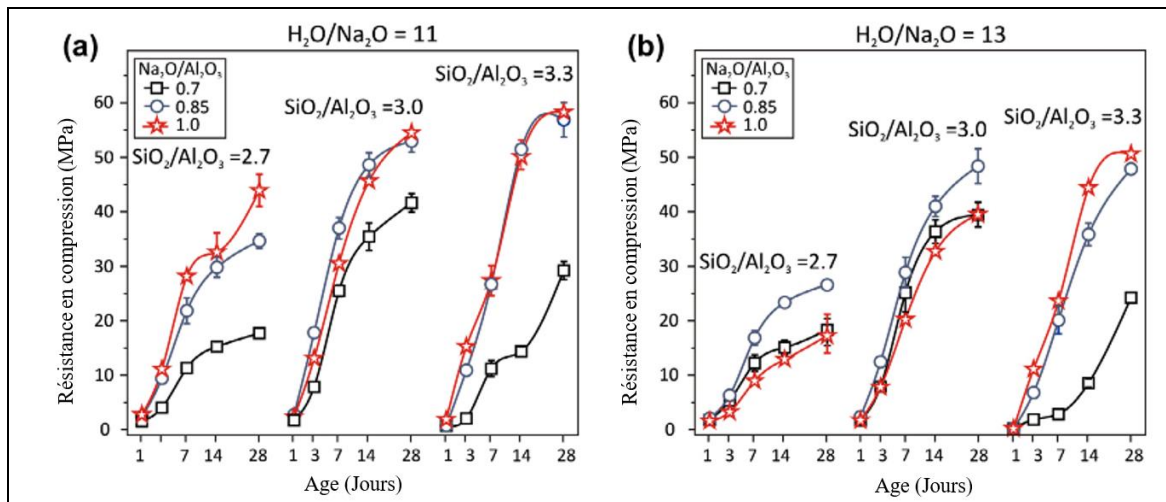 (a)
H₂O/Na₂O = 11
Na₂O/Al₂O₃
0.7
0.85
1.0
SiO₂/Al₂O₃ =2.7
SiO₂/Al₂O₃ =3.0
SiO₂/Al₂O₃ =3.3
Résistance en compression (MPa)
60
50
40
30
20
10
0
1 7 14 28 1 3 7 14 28 1 3 7 14 28
Age (Jours)
(b)
H₂O/Na₂O = 13
Na₂O/Al₂O₃
0.7
0.85
1.0
SiO₂/Al₂O₃ =2.7
SiO₂/Al₂O₃ =3.0
SiO₂/Al₂O₃ =3.3
Résistance en compression (MPa)
60
50
40
30
20
10
0
1 3 7 14 28 1 3 7 14 28 1 3 7 14 28
Age (Jours)